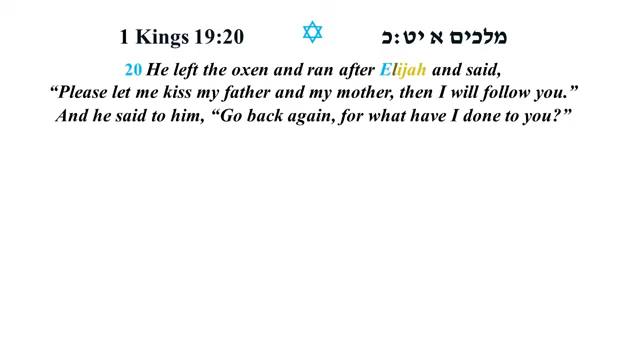 1 Kings 19:20 ✡ מלכים א יט:כ
20 He left the oxen and ran after Elijah and said,
“Please let me kiss my father and my mother, then I will follow you.”
And he said to him, “Go back again, for what have I done to you?”